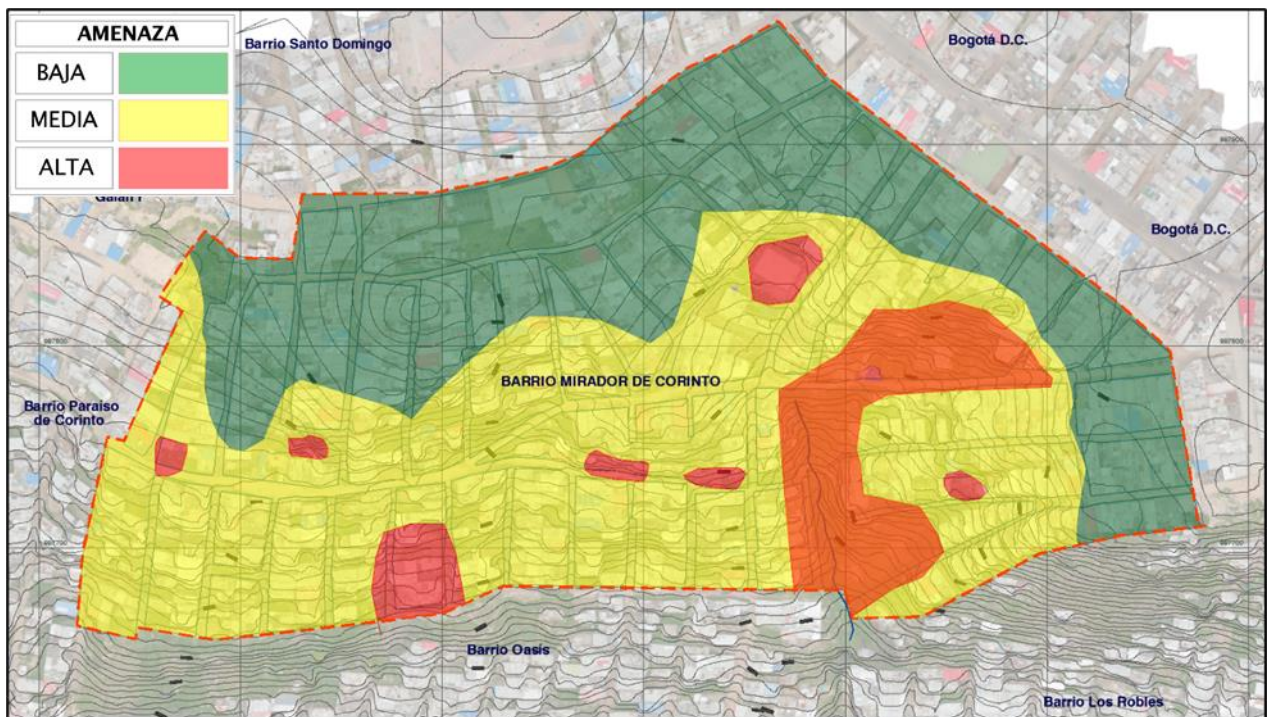 AMENAZA
BAJA
MEDIA
ALTA
Barrio Santo Domingo
Bogotá D.C.
Galán I
Bogotá D.C.
BARRIO MIRADOR DE CORINTO
Barrio Paraiso
de Corinto
Barrio Oasis
Barrio Los Robles